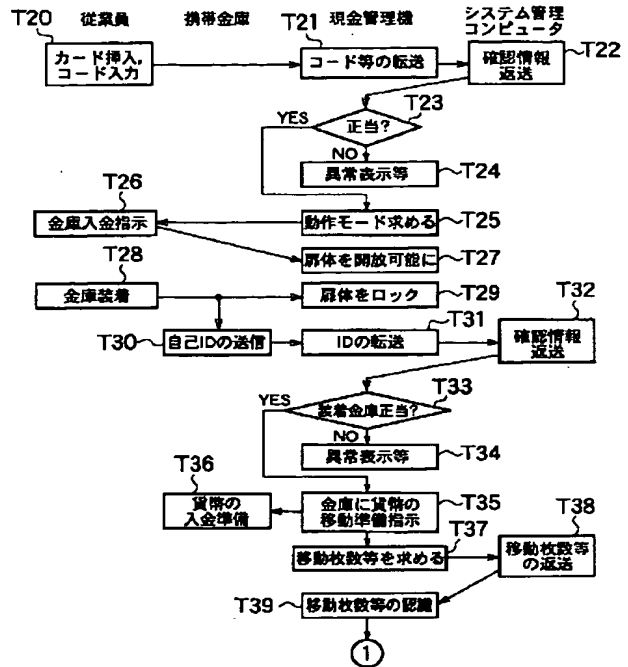 従業員 携帯金庫 現金管理機 システム管理
コンピュータ
T20 T21 T22
カード挿入,
コード入力
コード等の転送
確認情報
返送
T23
正当?
YES
NO
異常表示等
T24
T26
金庫入金指示
動作モード求める
T25
扉体を開放可能に
T27
T28
金庫装着
扉体をロック
T29
T30
自己IDの送信
T31
IDの転送
T32
確認情報
返送
T33
装着金庫正当?
YES
NO
異常表示等
T34
T36
貨幣の
入金準備
金庫に貨幣の
移動準備指示
T35
T37
移動枚数等を求める
T38
移動枚数等
の返送
T39
移動枚数等の認識
1